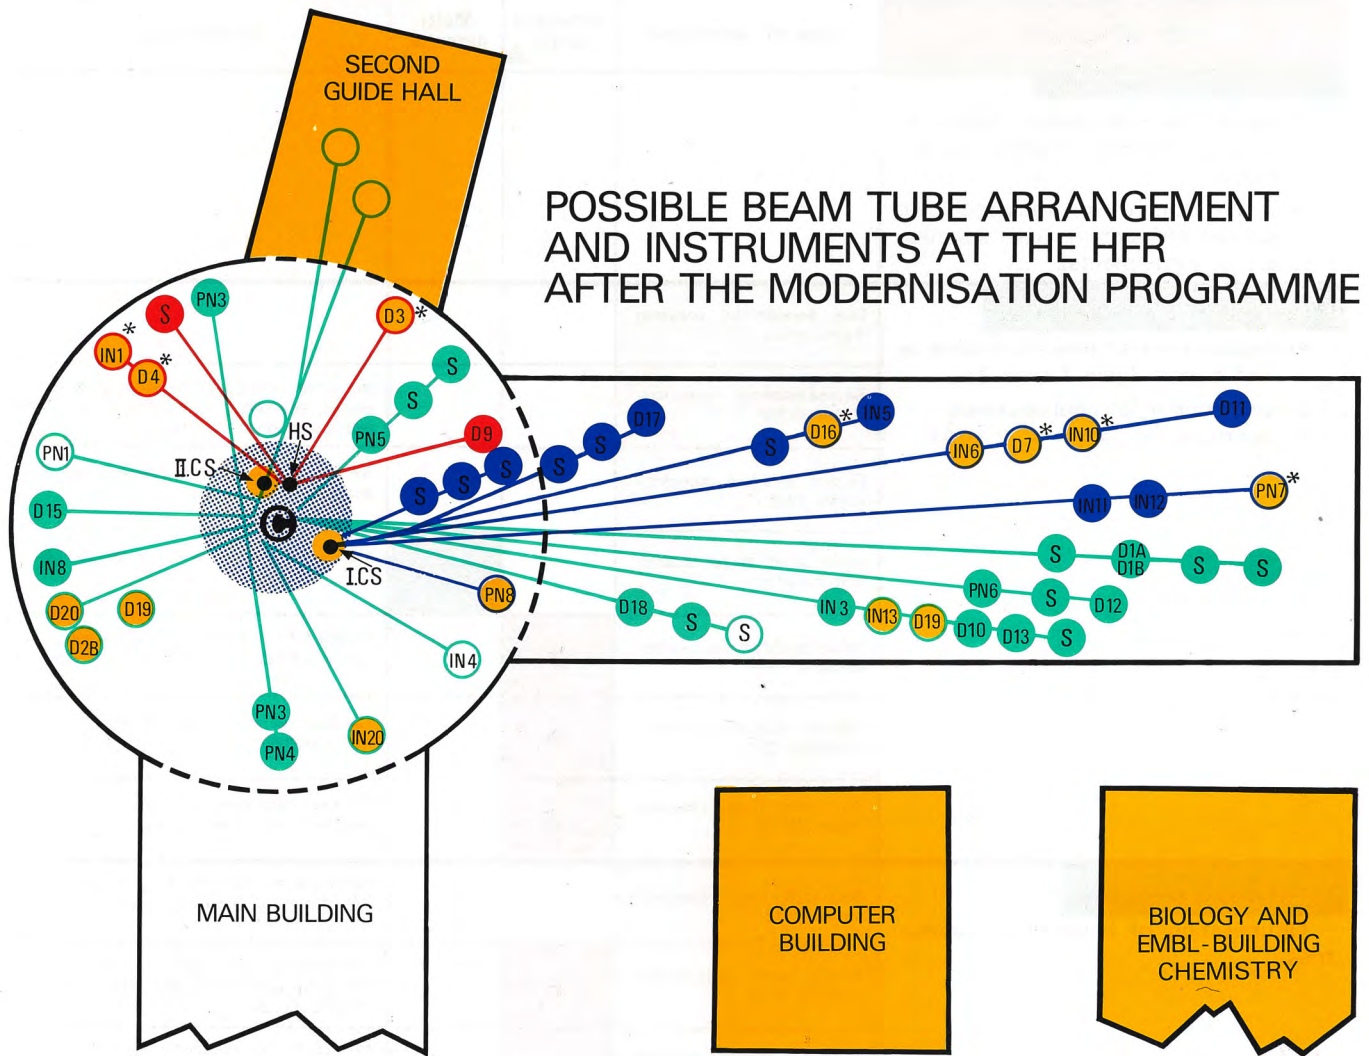 SECOND
GUIDE HALL
POSSIBLE BEAM TUBE ARRANGEMENT
AND INSTRUMENTS AT THE HFR
AFTER THE MODERNISATION PROGRAMME
PN3
S
D3 *
IN1 *
D4 *
S
S
PN5
HS
D9
II.CS
PN1
D15
IN8
D20
D19
D2B
C
I.CS
S
S
S
S
S
D17
S
D16 *
IN5
IN6
D7 *
IN10 *
D11
IN11
IN12
PN7 *
S
D1A
D1B
S
S
PN8
PN6
S
D12
D18
S
S
IN3
IN13
D19
D10
D13
S
IN4
PN3
PN4
IN20
MAIN BUILDING
COMPUTER
BUILDING
BIOLOGY AND
EMBL-BUILDING
CHEMISTRY